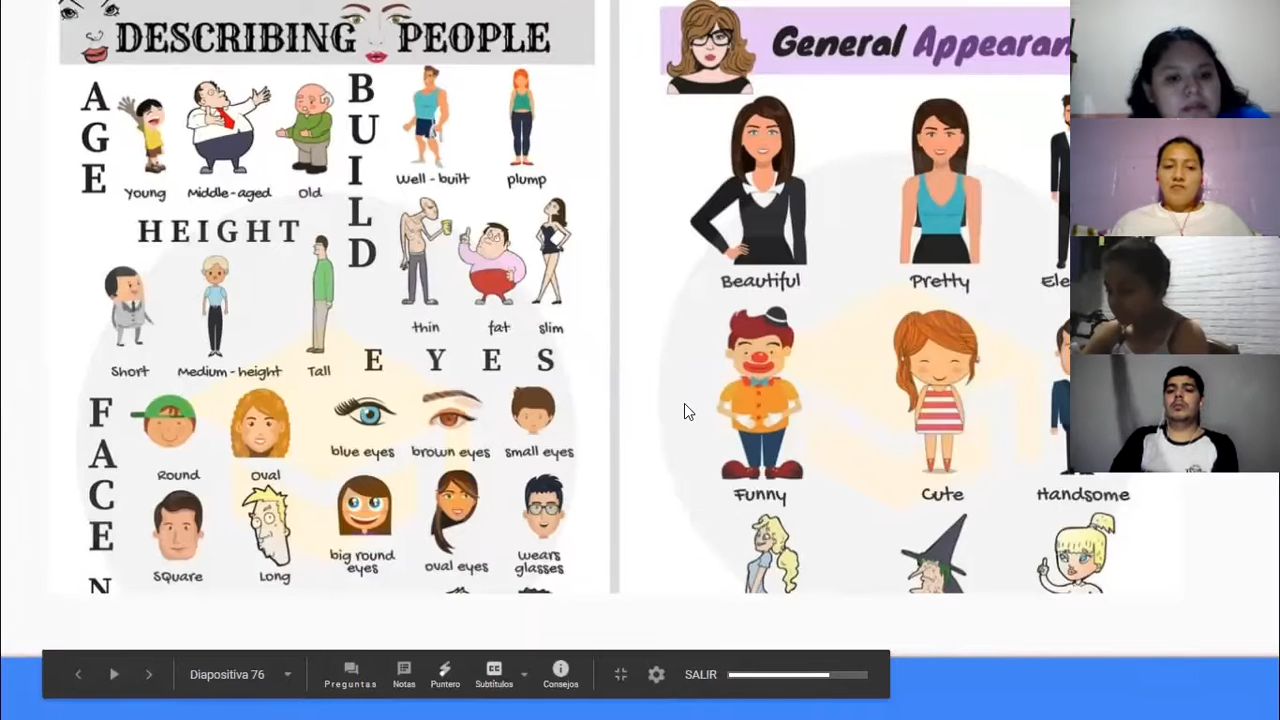 DESCRIBING PEOPLE
AGE
Young
Middle-aged
Old
BUILD
Well-built
plump
thin
fat
slim
HEIGHT
Short
Medium-height
Tall
EYES
blue eyes
brown eyes
small eyes
big round
eyes
oval eyes
wears
glasses
FACE
Round
Oval
Square
Long
N
General Appearan
Beautiful
Pretty
Ele
Funny
Cute
Handsome
Diapositiva 76
Preguntas
Notas
Puntero
CC
Subtítulos
Consejos
SALIR